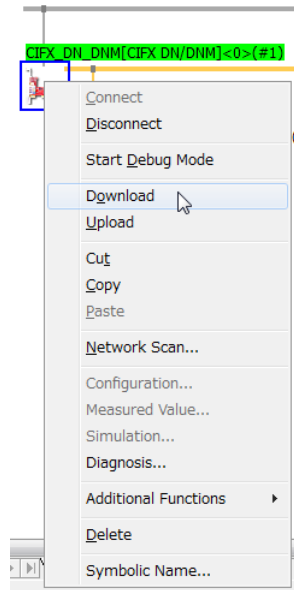 CIFX_DN_DNM[CIFX DN/DNM]<0>(#1)
Connect
Disconnect
Start Debug Mode
Download
Upload
Cut
Copy
Paste
Network Scan...
Configuration...
Measured Value...
Simulation...
Diagnosis...
Additional Functions
Delete
Symbolic Name...